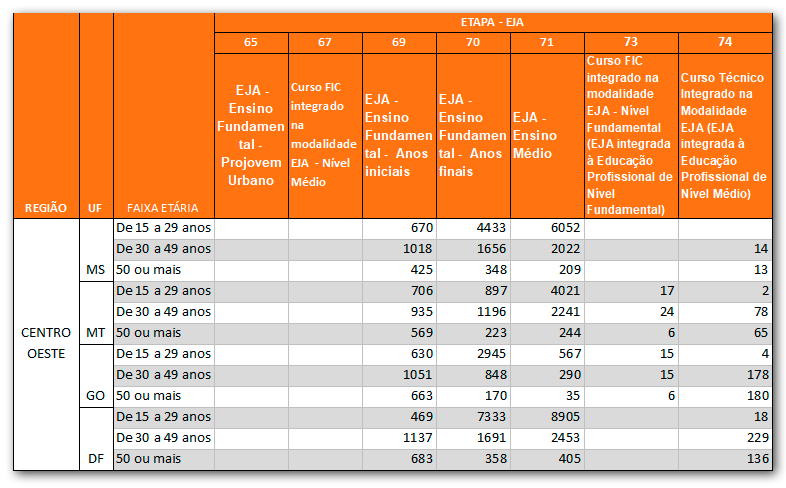 ETAPA - EJA
65 67 69 70 71 73 74
REGIÃO UF FAIXA ETÁRIA
EJA -
Ensino
Fundamen
tal -
Projovem
Urbano
Curso FIC
integrado
na
modalidade
EJA - Nível
Médio
EJA -
Ensino
Fundamen
tal - Anos
iniciais
EJA -
Ensino
Fundamen
tal - Anos
finais
EJA -
Ensino
Médio
Curso FIC
integrado na
modalidade
EJA - Nível
Fundamental
(EJA integrada
à Educação
Profissional de
Nível
Fundamental)
Curso Técnico
Integrado na
Modalidade
EJA (EJA
integrada à
Educação
Profissional de
Nível Médio)
CENTRO
OESTE
MS
De 15 a 29 anos 670 4433 6052
De 30 a 49 anos 1018 1656 2022 14
50 ou mais 425 348 209 13
MT
De 15 a 29 anos 706 897 4021 17 2
De 30 a 49 anos 935 1196 2241 24 78
50 ou mais 569 223 244 6 65
GO
De 15 a 29 anos 630 2945 567 15 4
De 30 a 49 anos 1051 848 290 15 178
50 ou mais 663 170 35 6 180
DF
De 15 a 29 anos 469 7333 8905 18
De 30 a 49 anos 1137 1691 2453 229
50 ou mais 683 358 405 136